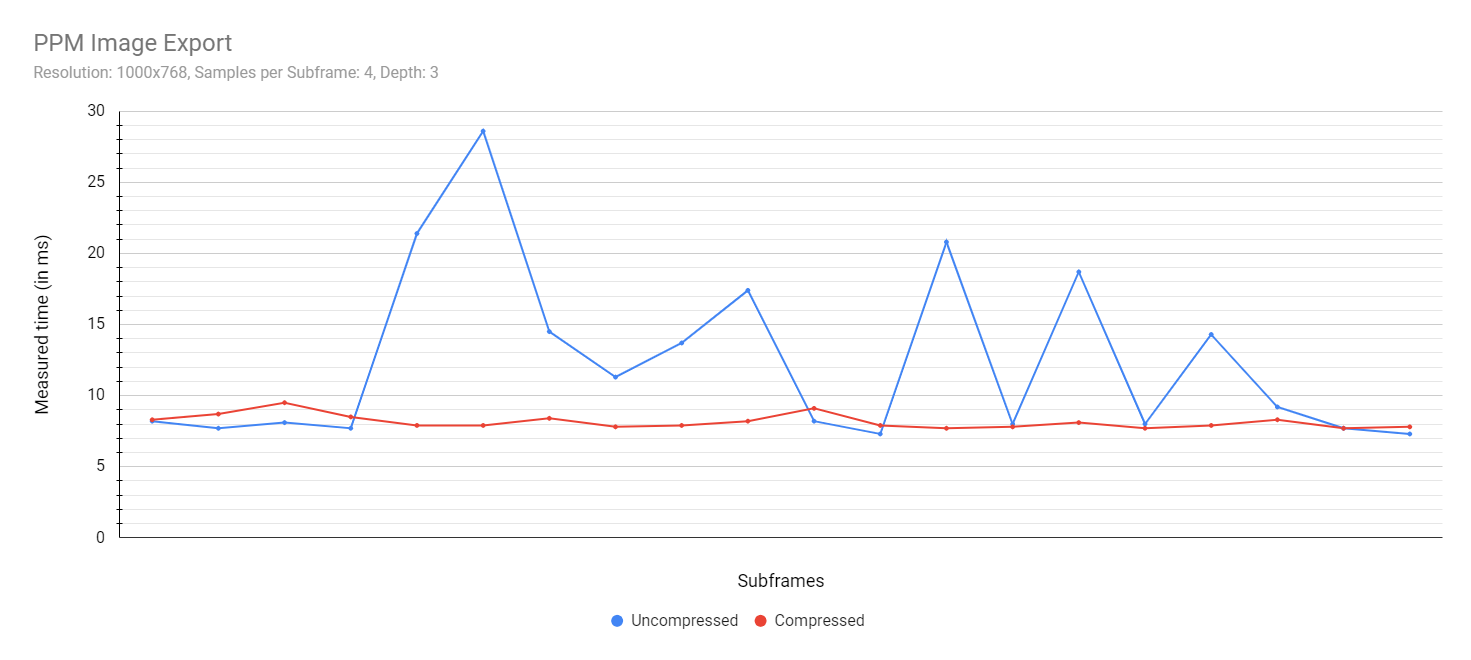 PPM Image Export
Resolution: 1000x768, Samples per Subframe: 4, Depth: 3
30
25
20
15
10
5
0
Measured time (in ms)
Subframes
Uncompressed Compressed